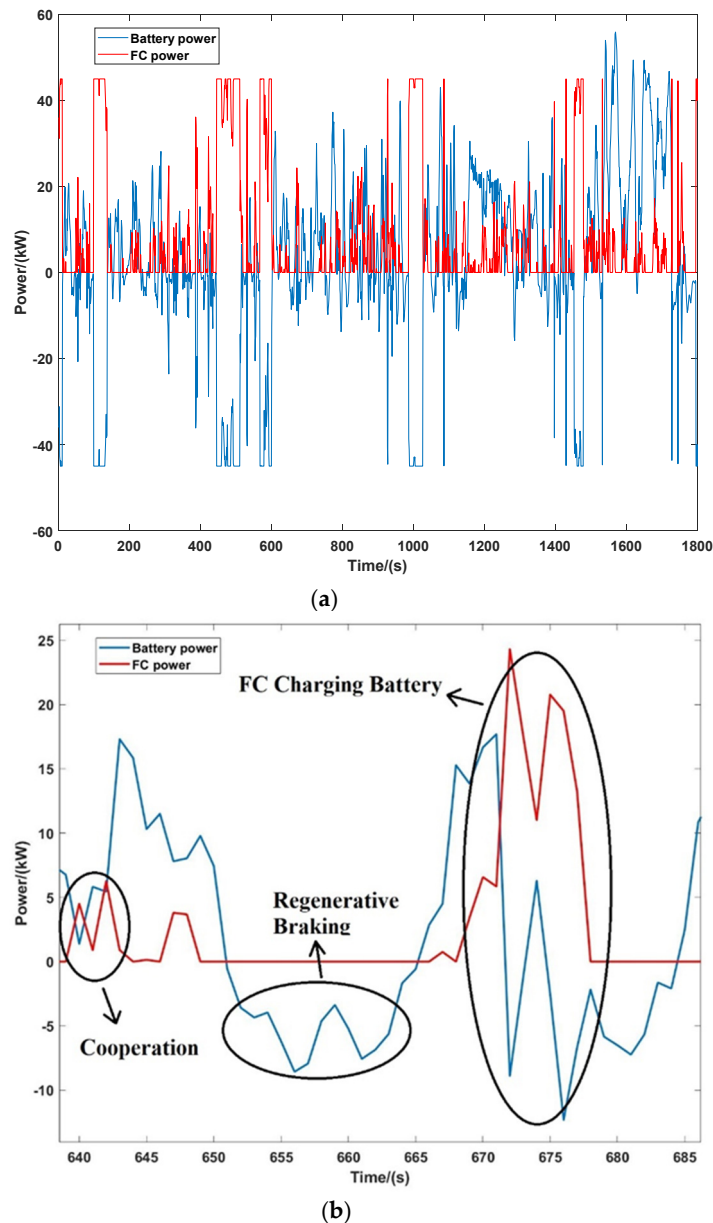 60
40
20
0
-20
-40
-60
Power/(kW)
Battery power
FC power
0 200 400 600 800 1000 1200 1400 1600 1800
Time/(s)
(a)
25
20
15
10
5
0
-5
-10
Power/(kW)
Battery power
FC power
FC Charging Battery
Regenerative
Braking
Cooperation
640 645 650 655 660 665 670 675 680 685
Time/(s)
(b)